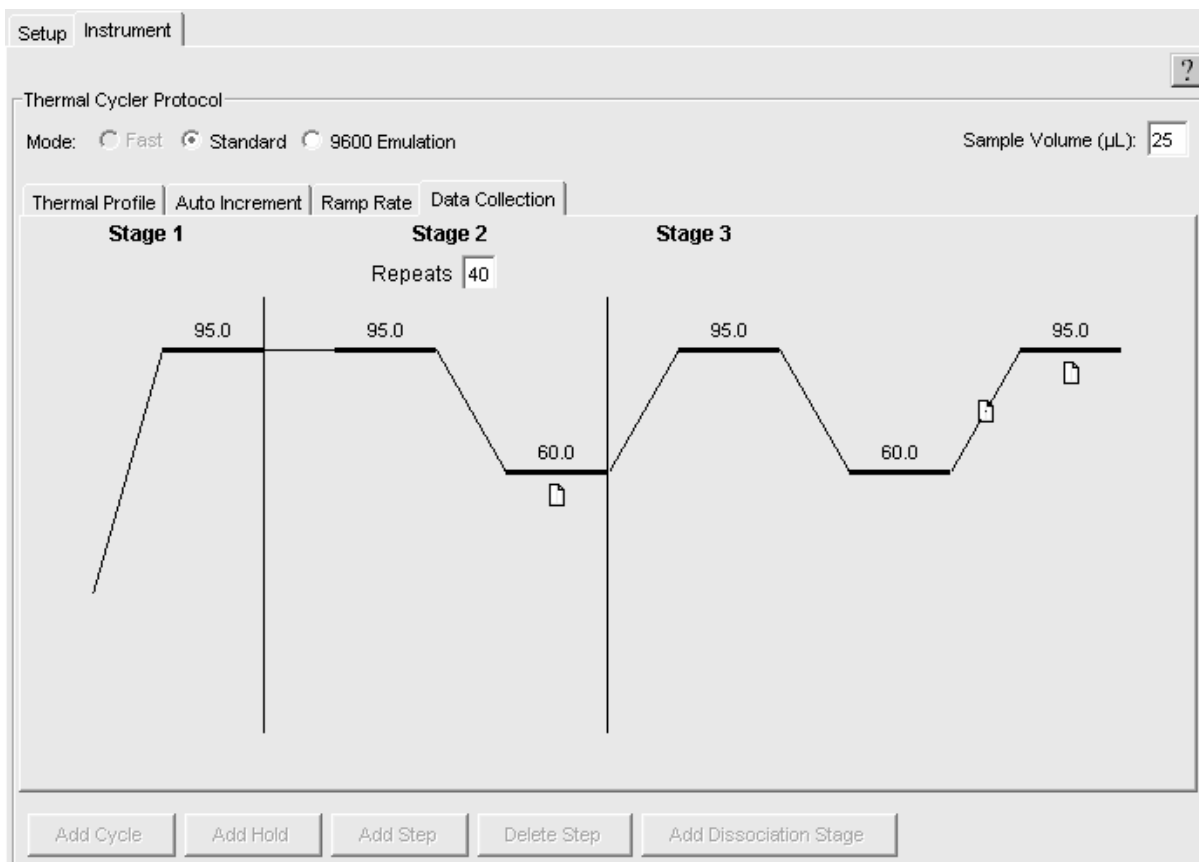 Setup Instrument
?
Thermal Cycler Protocol
Mode: Fast Standard 9600 Emulation Sample Volume (µL): 25
Thermal Profile Auto Increment Ramp Rate Data Collection
Stage 1 Stage 2 Stage 3
Repeats 40
95.0 95.0 95.0 95.0
60.0 60.0
Add Cycle Add Hold Add Step Delete Step Add Dissociation Stage